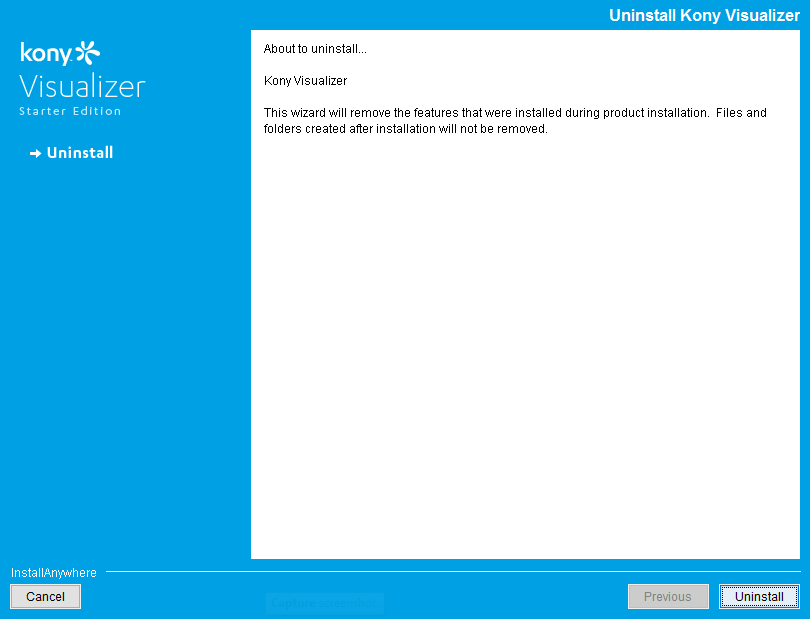 Uninstall Kony Visualizer
kony
Visualizer
Starter Edition
Uninstall
About to uninstall...
Kony Visualizer
This wizard will remove the features that were installed during product installation.  Files and
folders created after installation will not be removed.
InstallAnywhere
Cancel
Capture screenshot
Previous
Uninstall